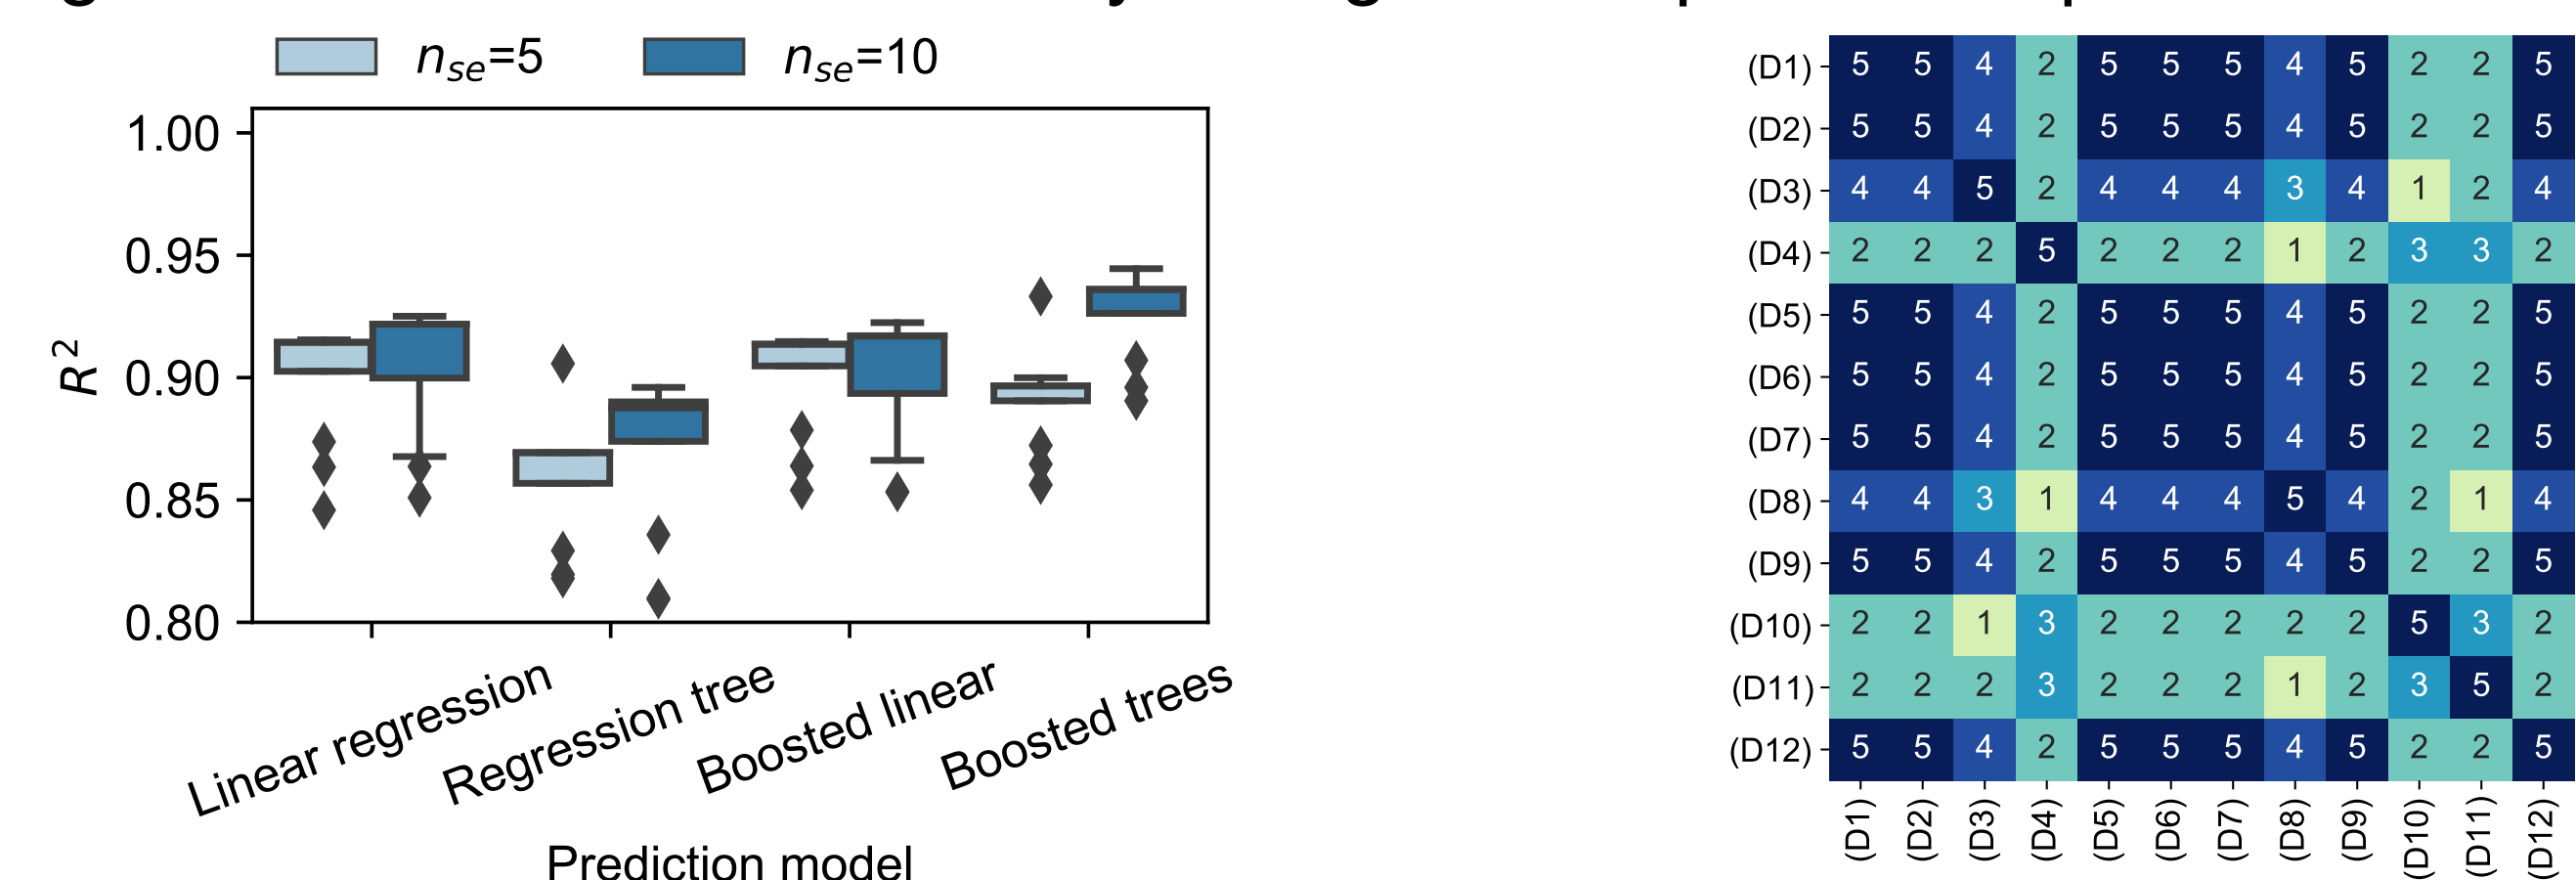 nse=5 nse=10
1.00
0.95
0.90
0.85
0.80
R2
Linear regression
Regression tree
Boosted linear
Boosted trees
Prediction model
(D1) 5 5 4 2 5 5 5 4 5 2 2 5
(D2) 5 5 4 2 5 5 5 4 5 2 2 5
(D3) 4 4 5 2 4 4 4 3 4 1 2 4
(D4) 2 2 2 5 2 2 2 1 2 3 3 2
(D5) 5 5 4 2 5 5 5 4 5 2 2 5
(D6) 5 5 4 2 5 5 5 4 5 2 2 5
(D7) 5 5 4 2 5 5 5 4 5 2 2 5
(D8) 4 4 3 1 4 4 4 5 4 2 1 4
(D9) 5 5 4 2 5 5 5 4 5 2 2 5
(D10) 2 2 1 3 2 2 2 2 2 5 3 2
(D11) 2 2 2 3 2 2 2 1 2 3 5 2
(D12) 5 5 4 2 5 5 5 4 5 2 2 5
(D1) (D2) (D3) (D4) (D5) (D6) (D7) (D8) (D9) (D10) (D11) (D12)